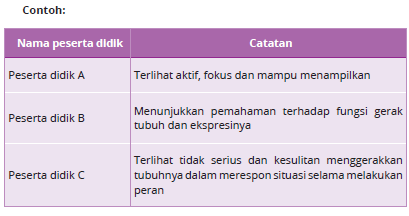 Contoh:
Nama peserta didik Catatan
Peserta didik A Terlihat aktif, fokus dan mampu menampilkan
Peserta didik B Menunjukkan pemahaman terhadap fungsi gerak
tubuh dan ekspresinya
Peserta didik C Terlihat tidak serius dan kesulitan menggerakkan
tubuhnya dalam merespon situasi selama melakukan
peran